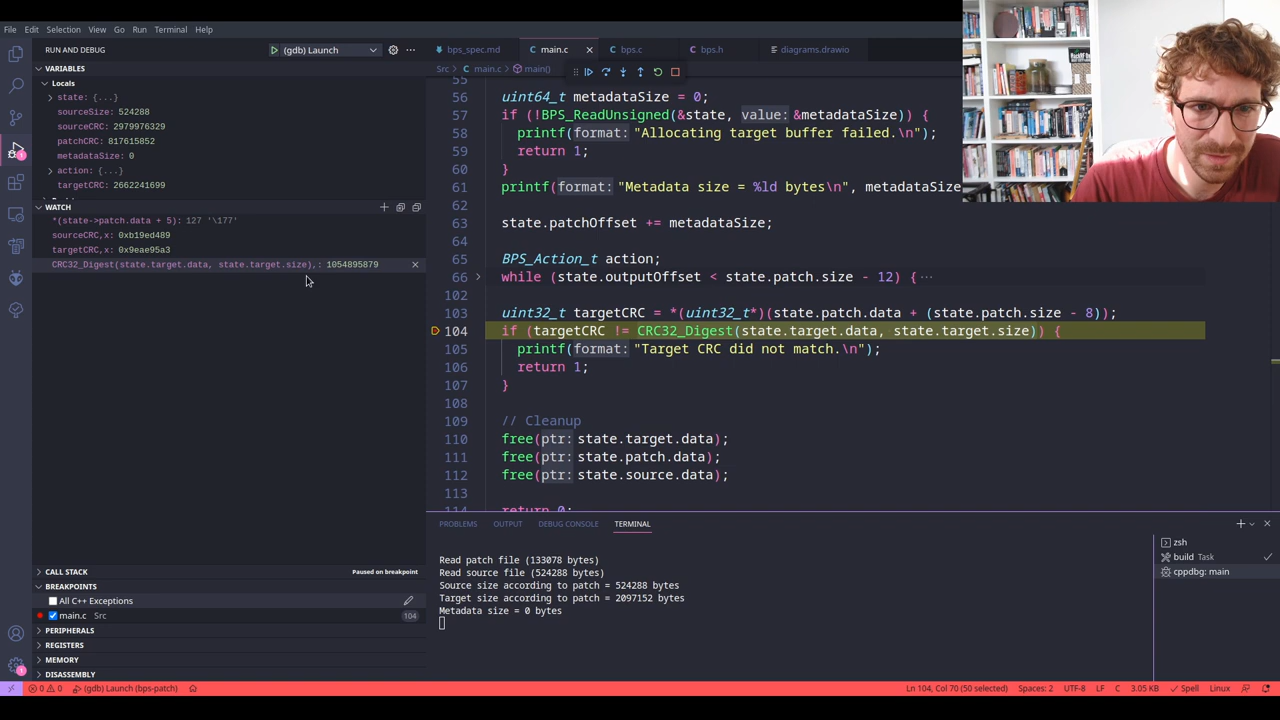 File Edit Selection View Go Run Terminal Help
RUN AND DEBUG
(gdb) Launch
bps_spec.md
main.c
bps.c
bps.h
diagrams.drawio
Src > main.c > main()
VARIABLES
Locals
state: {...}
sourceSize: 524288
sourceCRC: 2979976329
patchCRC: 817615852
metadataSize: 0
action: {...}
targetCRC: 2662241699
WATCH
*(state->patch.data + 5): 127 '\177'
sourceCRC,x: 0xb19ed489
targetCRC,x: 0x9eae95a3
CRC32_Digest(state.target.data, state.target.size),: 1054895879
CALL STACK
Paused on breakpoint
BREAKPOINTS
All C++ Exceptions
main.c Src
104
PERIPHERALS
REGISTERS
MEMORY
DISASSEMBLY
55
56 uint64_t metadataSize = 0;
57 if (!BPS_ReadUnsigned(&state, value: &metadataSize)) {
58 printf(format: "Allocating target buffer failed.\n");
59 return 1;
60 }
61 printf(format: "Metadata size = %ld bytes\n", metadataSize
62
63 state.patchOffset += metadataSize;
64
65 BPS_Action_t action;
66 while (state.outputOffset < state.patch.size - 12) { ...
102
103 uint32_t targetCRC = *(uint32_t*)(state.patch.data + (state.patch.size - 8));
104 if (targetCRC != CRC32_Digest(state.target.data, state.target.size)) {
105 printf(format: "Target CRC did not match.\n");
106 return 1;
107 }
108
109 // Cleanup
110 free(ptr: state.target.data);
111 free(ptr: state.patch.data);
112 free(ptr: state.source.data);
113
114 return 0;
PROBLEMS OUTPUT DEBUG CONSOLE TERMINAL
Read patch file (133078 bytes)
Read source file (524288 bytes)
Source size according to patch = 524288 bytes
Target size according to patch = 2097152 bytes
Metadata size = 0 bytes
zsh
build Task
cppdbg: main
0 0 (gdb) Launch (bps-patch)
Ln 104, Col 70 (50 selected) Spaces: 2 UTF-8 LF C 3.05 KB Spell Linux